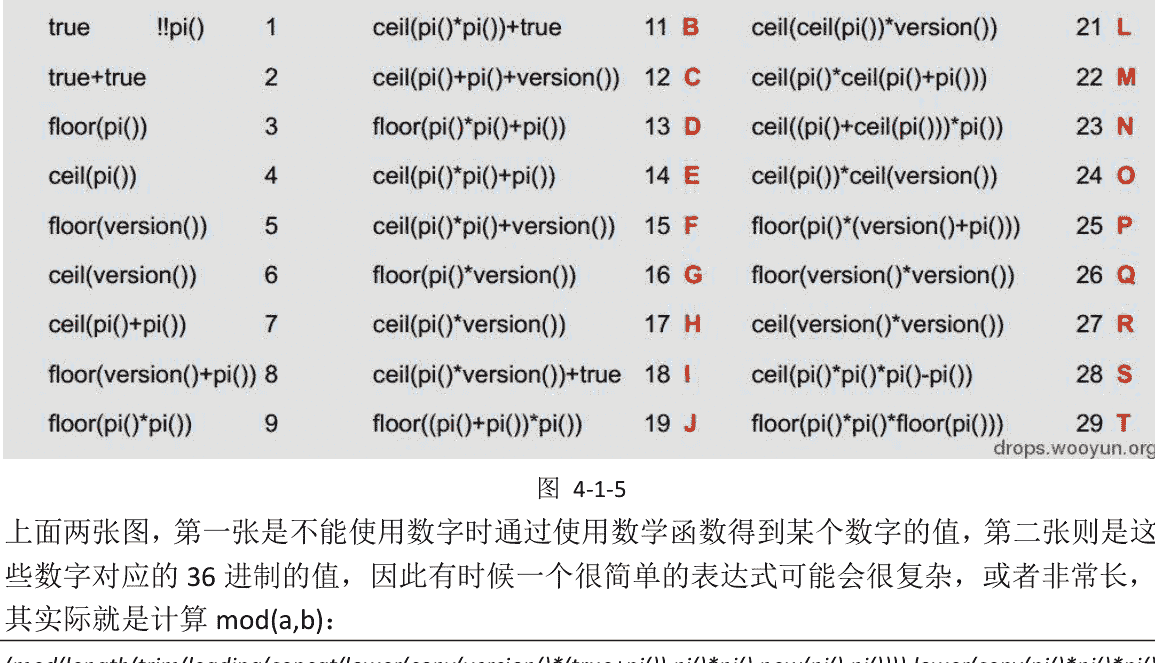 true !!pi() 1 ceil(pi()*pi())+true 11 B ceil(ceil(pi())*version()) 21 L
true+true 2 ceil(pi()+pi()+version()) 12 C ceil(pi()*ceil(pi()+pi())) 22 M
floor(pi()) 3 floor(pi()*pi()+pi()) 13 D ceil((pi()+ceil(pi()))*pi()) 23 N
ceil(pi()) 4 ceil(pi()*pi()+pi()) 14 E ceil(pi())*ceil(version()) 24 O
floor(version()) 5 ceil(pi()*pi()+version()) 15 F floor(pi()*(version()+pi())) 25 P
ceil(version()) 6 floor(pi()*version()) 16 G floor(version()*version()) 26 Q
ceil(pi()+pi()) 7 ceil(pi()*version()) 17 H ceil(version()*version()) 27 R
floor(version()+pi()) 8 ceil(pi()*version())+true 18 I ceil(pi()*pi()*pi()-pi()) 28 S
floor(pi()*pi()) 9 floor((pi()+pi())*pi()) 19 J floor(pi()*pi()*floor(pi())) 29 T
drops.wooyun.org
图 4-1-5
上面两张图，第一张是不能使用数字时通过使用数学函数得到某个数字的值，第二张则是这
些数字对应的 36 进制的值，因此有时候一个很简单的表达式可能会很复杂，或者非常长，
其实际就是计算 mod(a,b)：